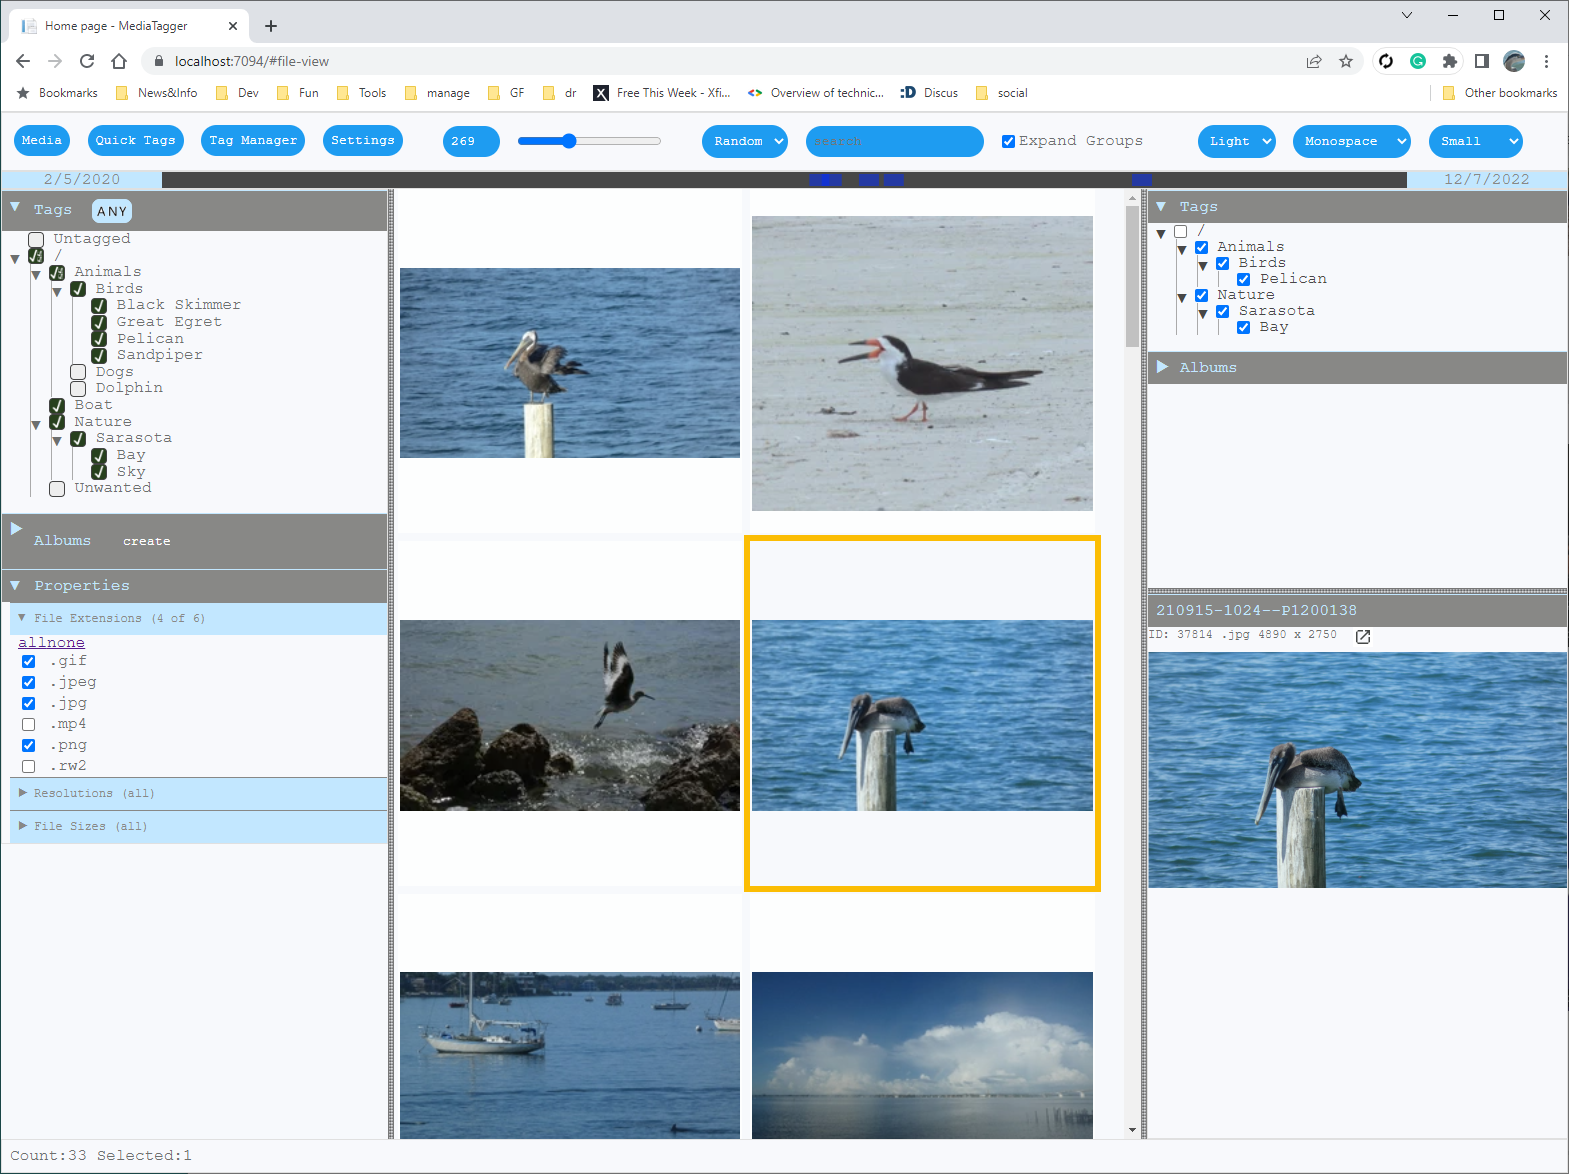 Home page - MediaTagger
localhost:7094/#file-view
Bookmarks News&Info Dev Fun Tools manage GF dr Free This Week - Xfi... Overview of technic... Discus social Other bookmarks
Media Quick Tags Tag Manager Settings 269 Random search Expand Groups Light Monospace Small
2/5/2020 12/7/2022
Tags ANY
Untagged
/
Animals
Birds
Black Skimmer
Great Egret
Pelican
Sandpiper
Dogs
Dolphin
Boat
Nature
Sarasota
Bay
Sky
Unwanted
Albums create
Properties
File Extensions (4 of 6)
allnone
.gif
.jpeg
.jpg
.mp4
.png
.rw2
Resolutions (all)
File Sizes (all)
Tags
/
Animals
Birds
Pelican
Nature
Sarasota
Bay
Albums
210915-1024--P1200138
ID: 37814 .jpg 4890 x 2750
Count:33 Selected:1